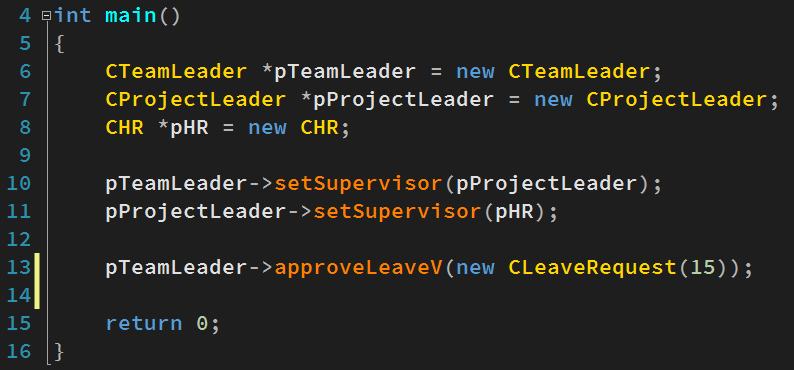 4 int main()
5 {
6 CTeamLeader *pTeamLeader = new CTeamLeader;
7 CProjectLeader *pProjectLeader = new CProjectLeader;
8 CHR *pHR = new CHR;
9
10 pTeamLeader->setSupervisor(pProjectLeader);
11 pProjectLeader->setSupervisor(pHR);
12
13 pTeamLeader->approveLeaveV(new CLeaveRequest(15));
14
15 return 0;
16 }